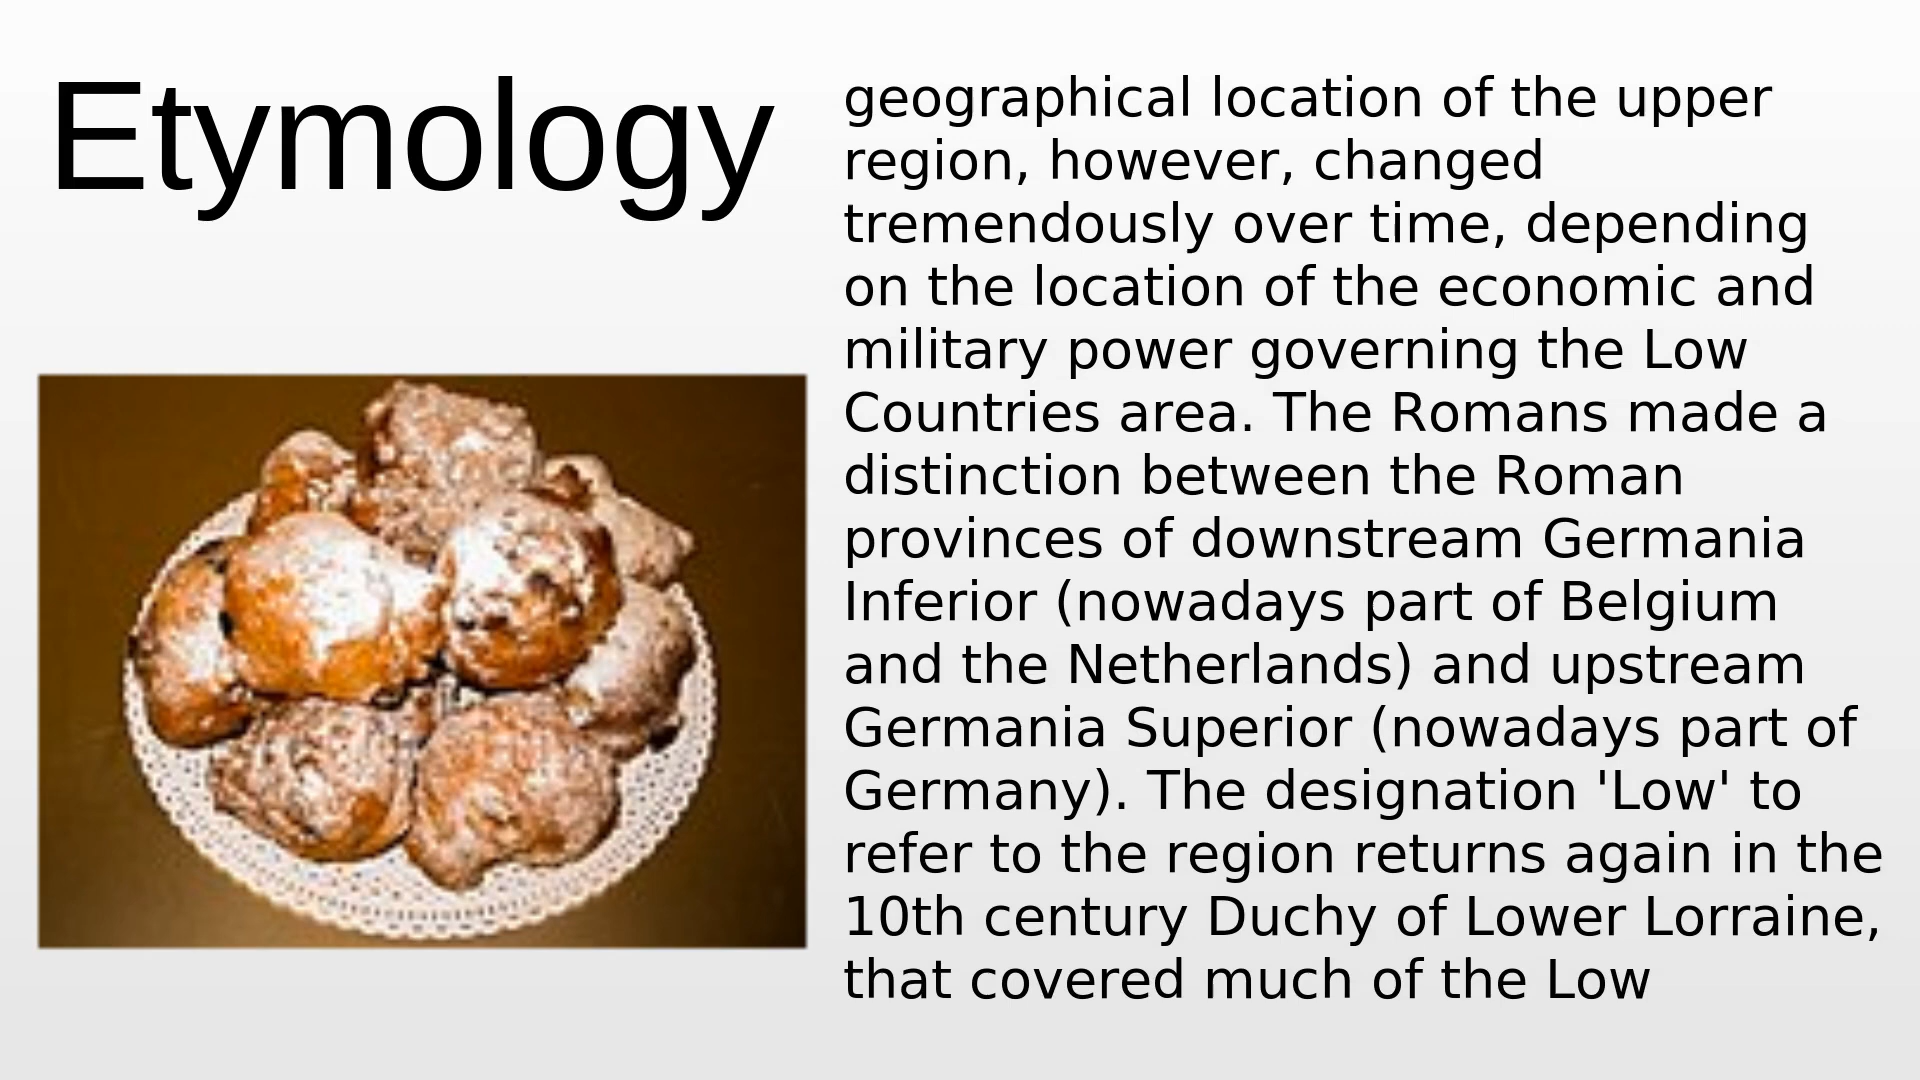 Etymology
geographical location of the upper
region, however, changed
tremendously over time, depending
on the location of the economic and
military power governing the Low
Countries area. The Romans made a
distinction between the Roman
provinces of downstream Germania
Inferior (nowadays part of Belgium
and the Netherlands) and upstream
Germania Superior (nowadays part of
Germany). The designation 'Low' to
refer to the region returns again in the
10th century Duchy of Lower Lorraine,
that covered much of the Low